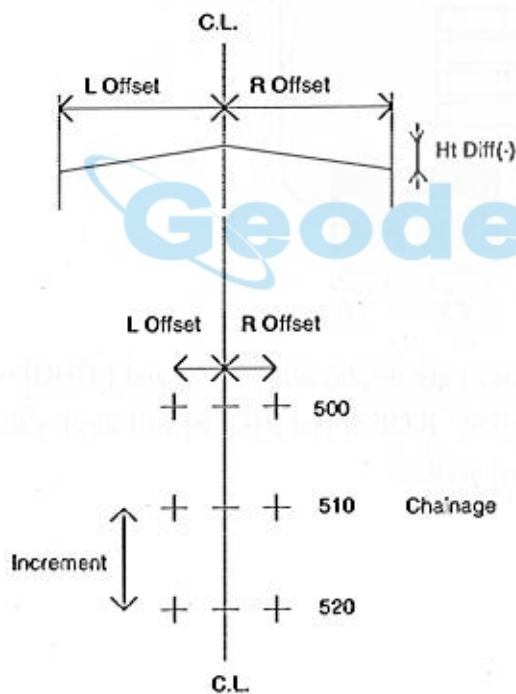 C.L.
L Offset R Offset
Ht Diff(-)
Geode
L Offset R Offset
500
510 Chainage
Increment
520
C.L.